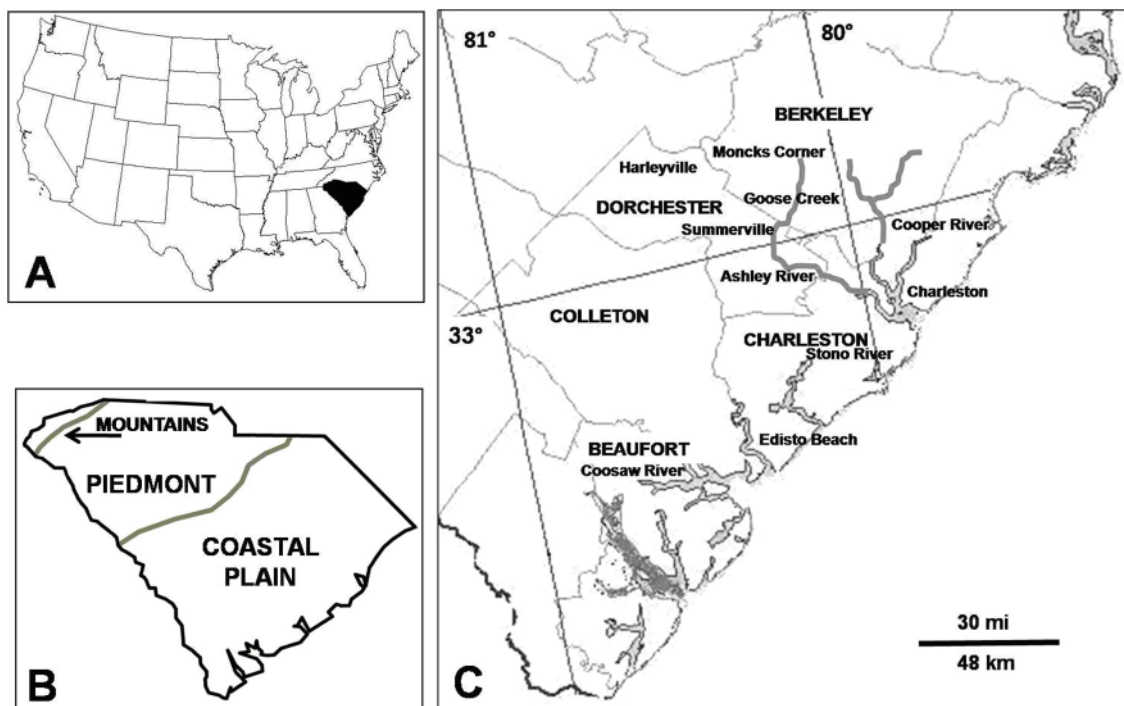 A
MOUNTAINS
PIEDMONT
COASTAL
PLAIN
B
81°
80°
BERKELEY
Moncks Corner
Harleyville
Goose Creek
DORCHESTER
Summerville
Cooper River
Ashley River
Charleston
COLLETON
33°
CHARLESTON
Stono River
Edisto Beach
BEAUFORT
Coosaw River
30 mi
48 km
C